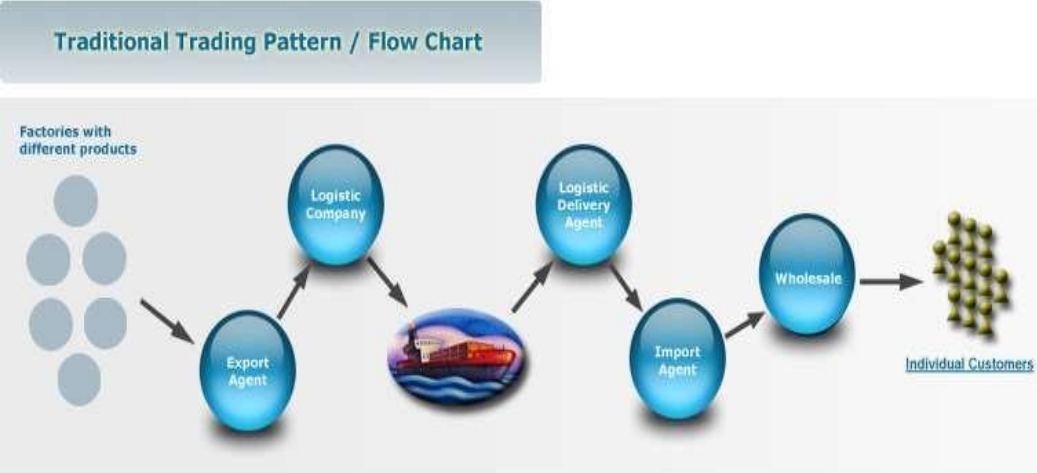 Traditional Trading Pattern / Flow Chart
Factories with
different products
Logistic
Company
Logistic
Delivery
Agent
Wholesale
Export
Agent
Import
Agent
Individual Customers